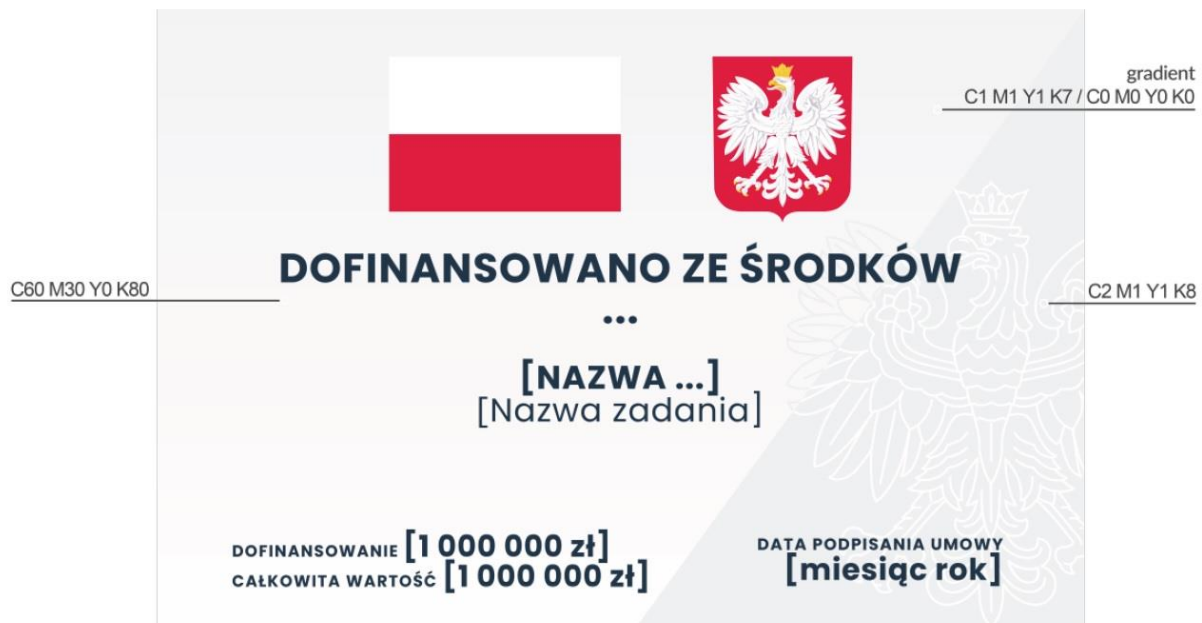 gradient
C1 M1 Y1 K7 / C0 M0 Y0 K0
DOFINANSOWANO ZE ŚRODKÓW
C60 M30 Y0 K80
C2 M1 Y1 K8
...
[NAZWA ...]
[Nazwa zadania]
DOFINANSOWANIE [1 000 000 zł]
CAŁKOWITA WARTOŚĆ [1 000 000 zł]
DATA PODPISANIA UMOWY
[miesiąc rok]